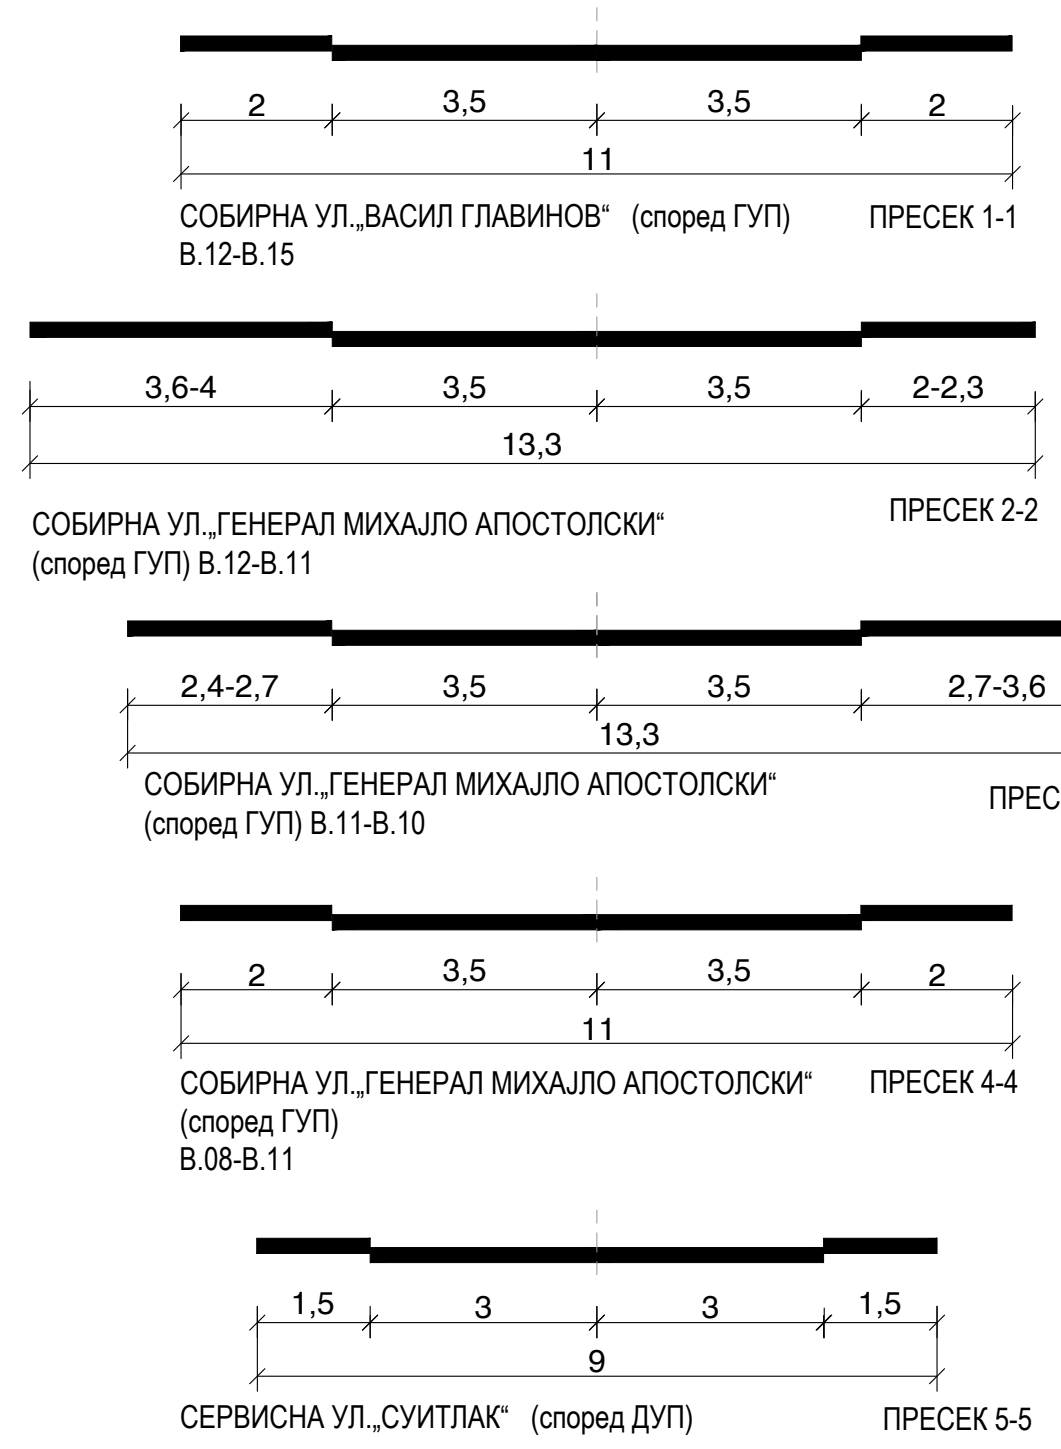 2 3,5 3,5 2
11
СОБИРНА УЛ.„ВАСИЛ ГЛАВИНОВ“ (според ГУП) ПРЕСЕК 1-1
В.12-В.15
3,6-4 3,5 3,5 2-2,3
13,3
СОБИРНА УЛ.„ГЕНЕРАЛ МИХАЈЛО АПОСТОЛСКИ“ ПРЕСЕК 2-2
(според ГУП) В.12-В.11
2,4-2,7 3,5 3,5 2,7-3,6
13,3
СОБИРНА УЛ.„ГЕНЕРАЛ МИХАЈЛО АПОСТОЛСКИ“ ПРЕС
(според ГУП) В.11-В.10
2 3,5 3,5 2
11
СОБИРНА УЛ.„ГЕНЕРАЛ МИХАЈЛО АПОСТОЛСКИ“ ПРЕСЕК 4-4
(според ГУП)
В.08-В.11
1,5 3 3 1,5
9
СЕРВИСНА УЛ.„СУИТЛАК“ (според ДУП) ПРЕСЕК 5-5